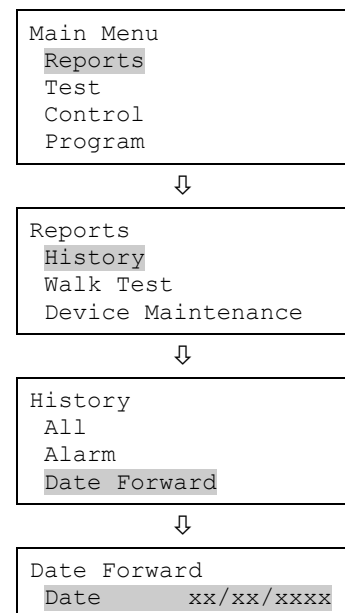 Main Menu
Reports
Test
Control
Program
⇩
Reports
History
Walk Test
Device Maintenance
⇩
History
All
Alarm
Date Forward
⇩
Date Forward
Date xx/xx/xxxx